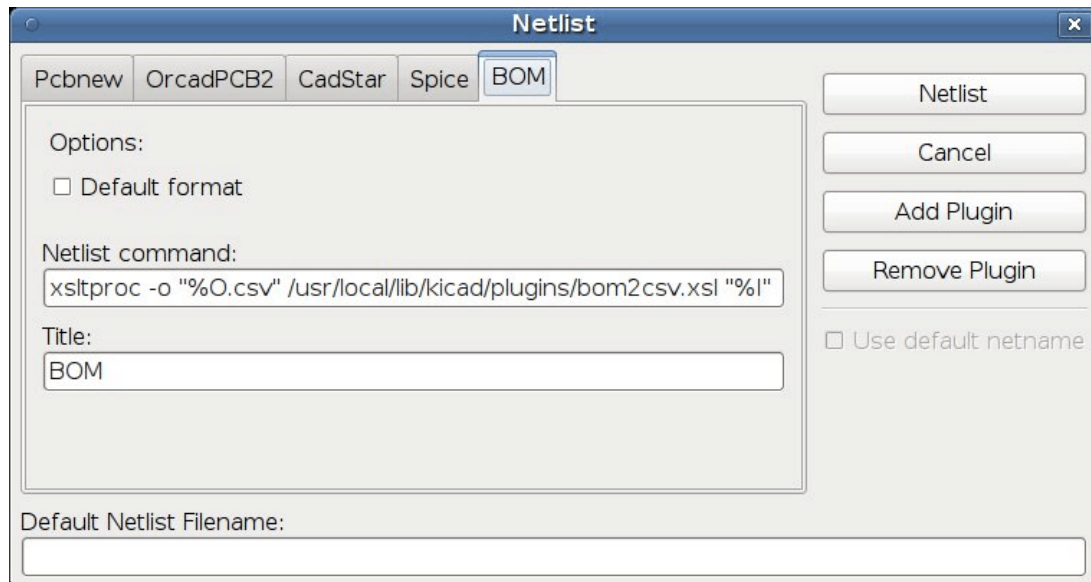 Netlist
Pcbnew OrcadPCB2 CadStar Spice BOM
Options:
Default format
Netlist command:
xsltproc -o "%O.csv" /usr/local/lib/kicad/plugins/bom2csv.xsl "%I"
Title:
BOM
Netlist
Cancel
Add Plugin
Remove Plugin
Use default netname
Default Netlist Filename: